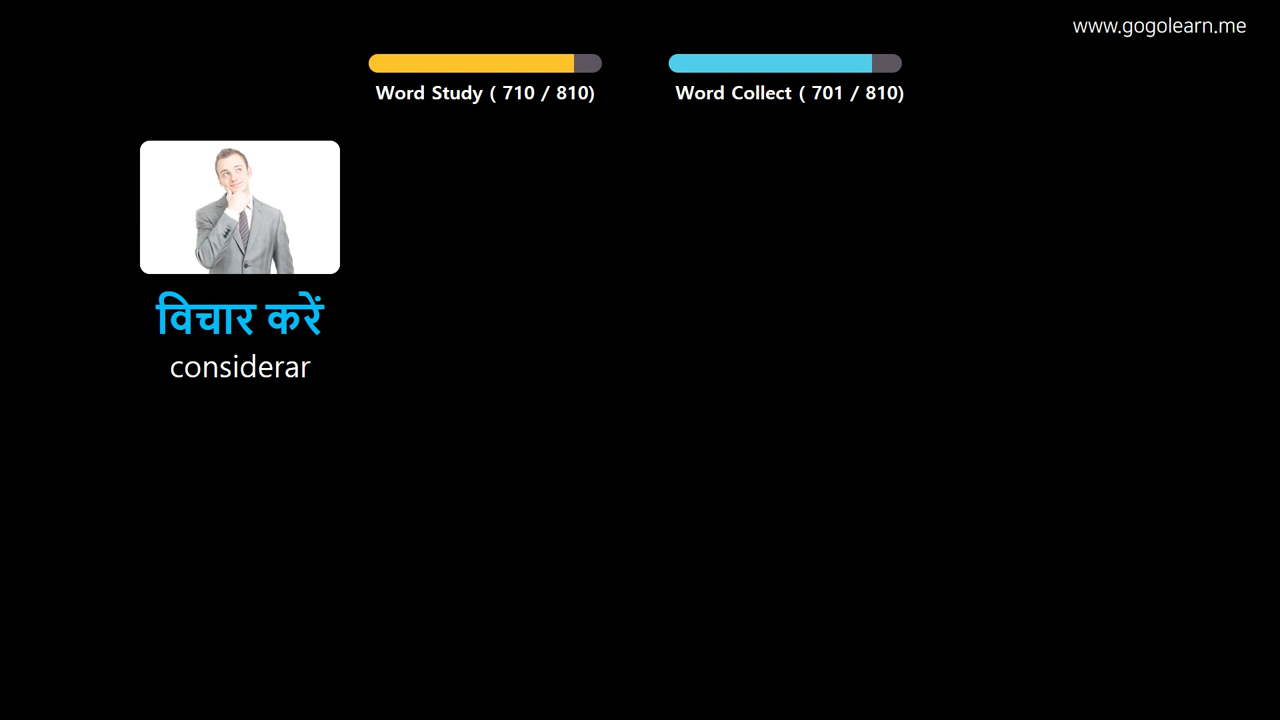 www.gogolearn.me
Word Study ( 710 / 810)
Word Collect ( 701 / 810)
विचार करें
considerar